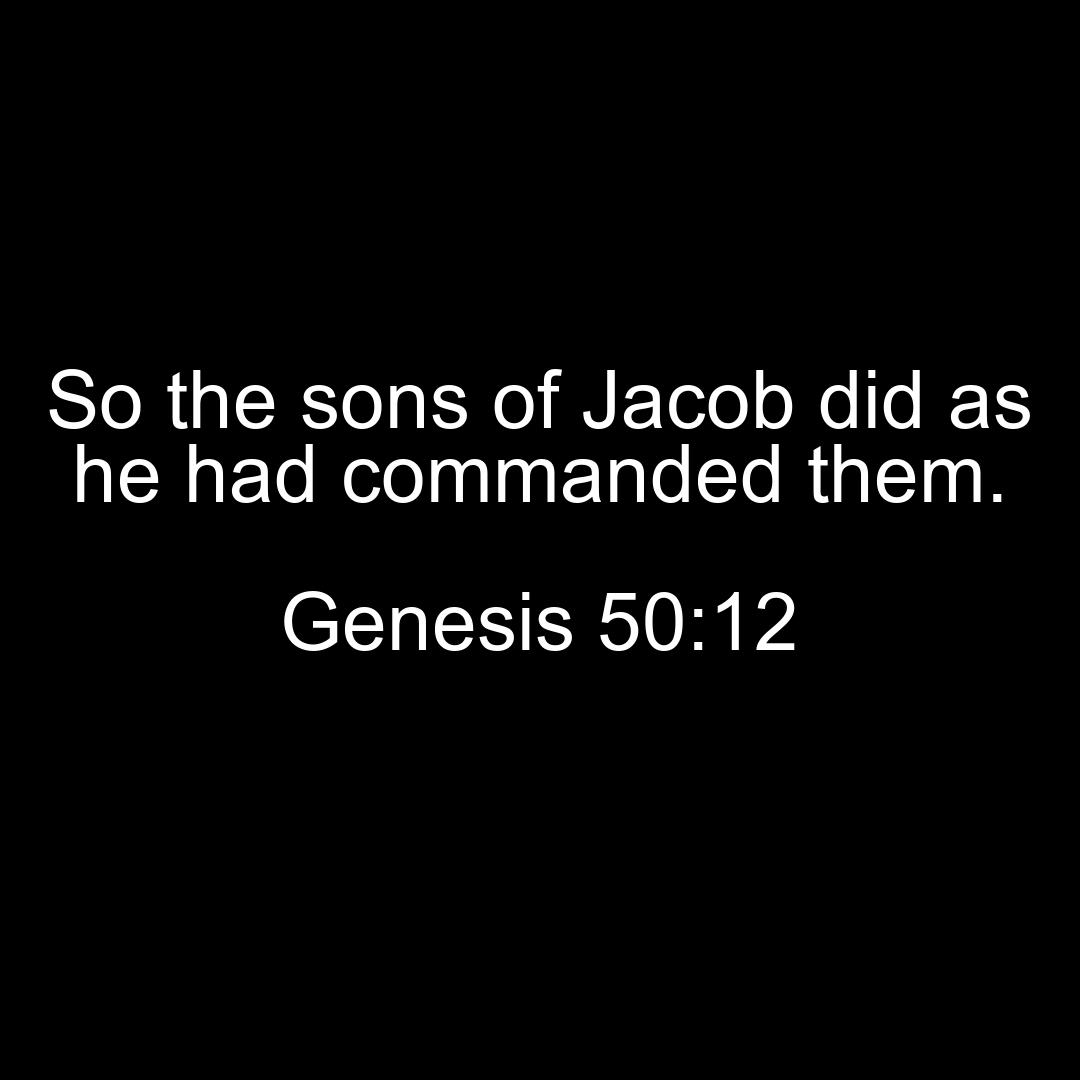 So the sons of Jacob did as
he had commanded them.
Genesis 50:12